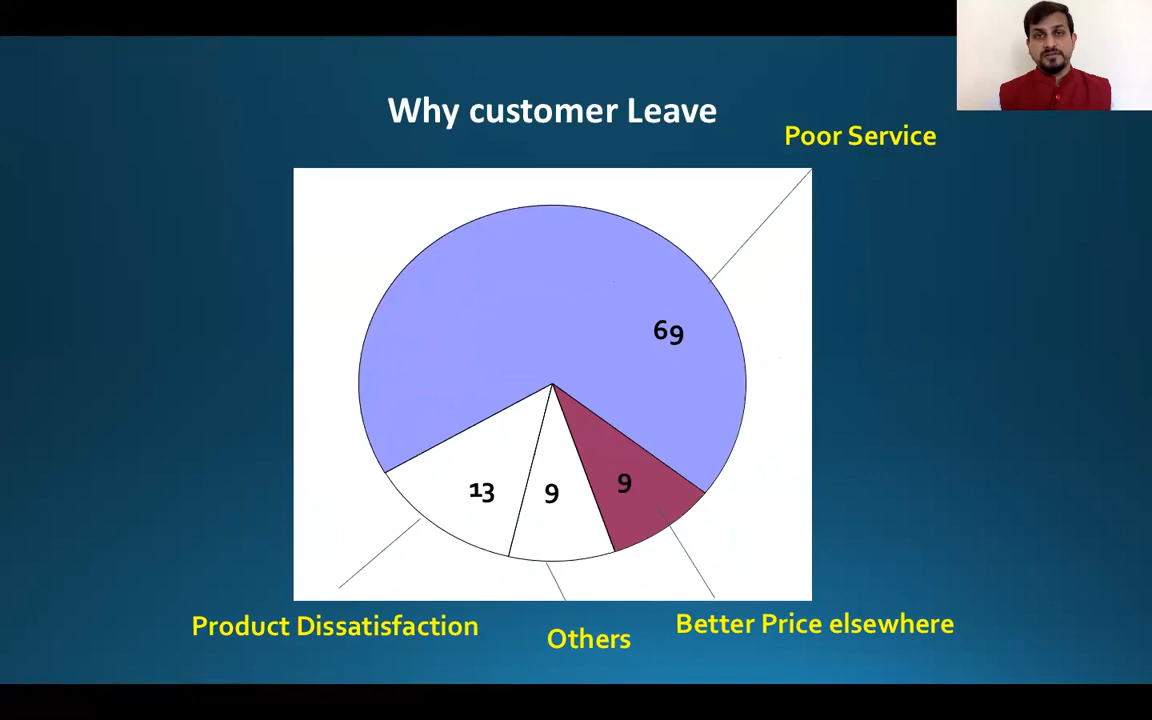 Why customer Leave
Poor Service
69
13
9
9
Product Dissatisfaction
Others
Better Price elsewhere